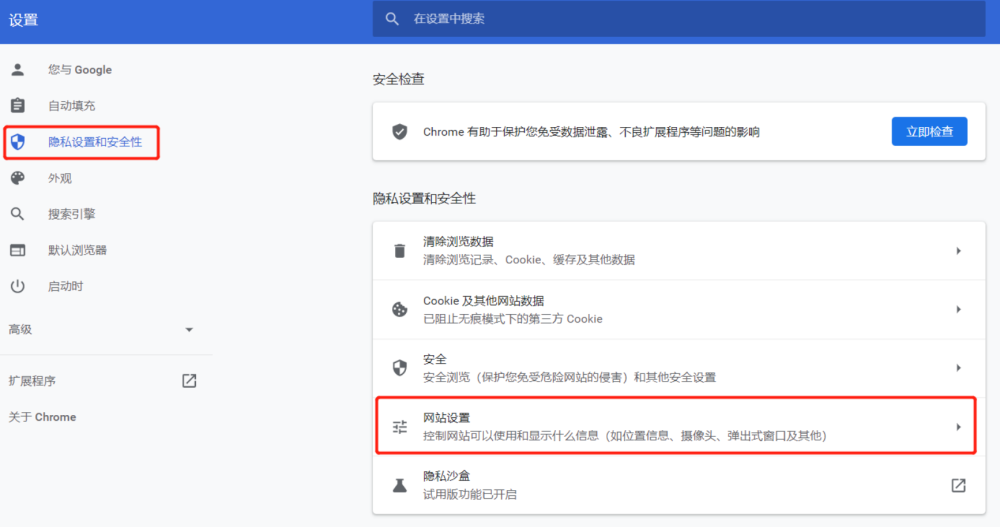 设置
在设置中搜索
您与 Google
自动填充
隐私设置和安全性
外观
搜索引擎
默认浏览器
启动时
高级
扩展程序
关于 Chrome
安全检查
Chrome 有助于保护您免受数据泄露、不良扩展程序等问题的影响
立即检查
隐私设置和安全性
清除浏览数据
清除浏览记录、Cookie、缓存及其他数据
Cookie 及其他网站数据
已阻止无痕模式下的第三方 Cookie
安全
安全浏览（保护您免受危险网站的侵害）和其他安全设置
网站设置
控制网站可以使用和显示什么信息（如位置信息、摄像头、弹出式窗口及其他）
隐私沙盒
试用版功能已开启